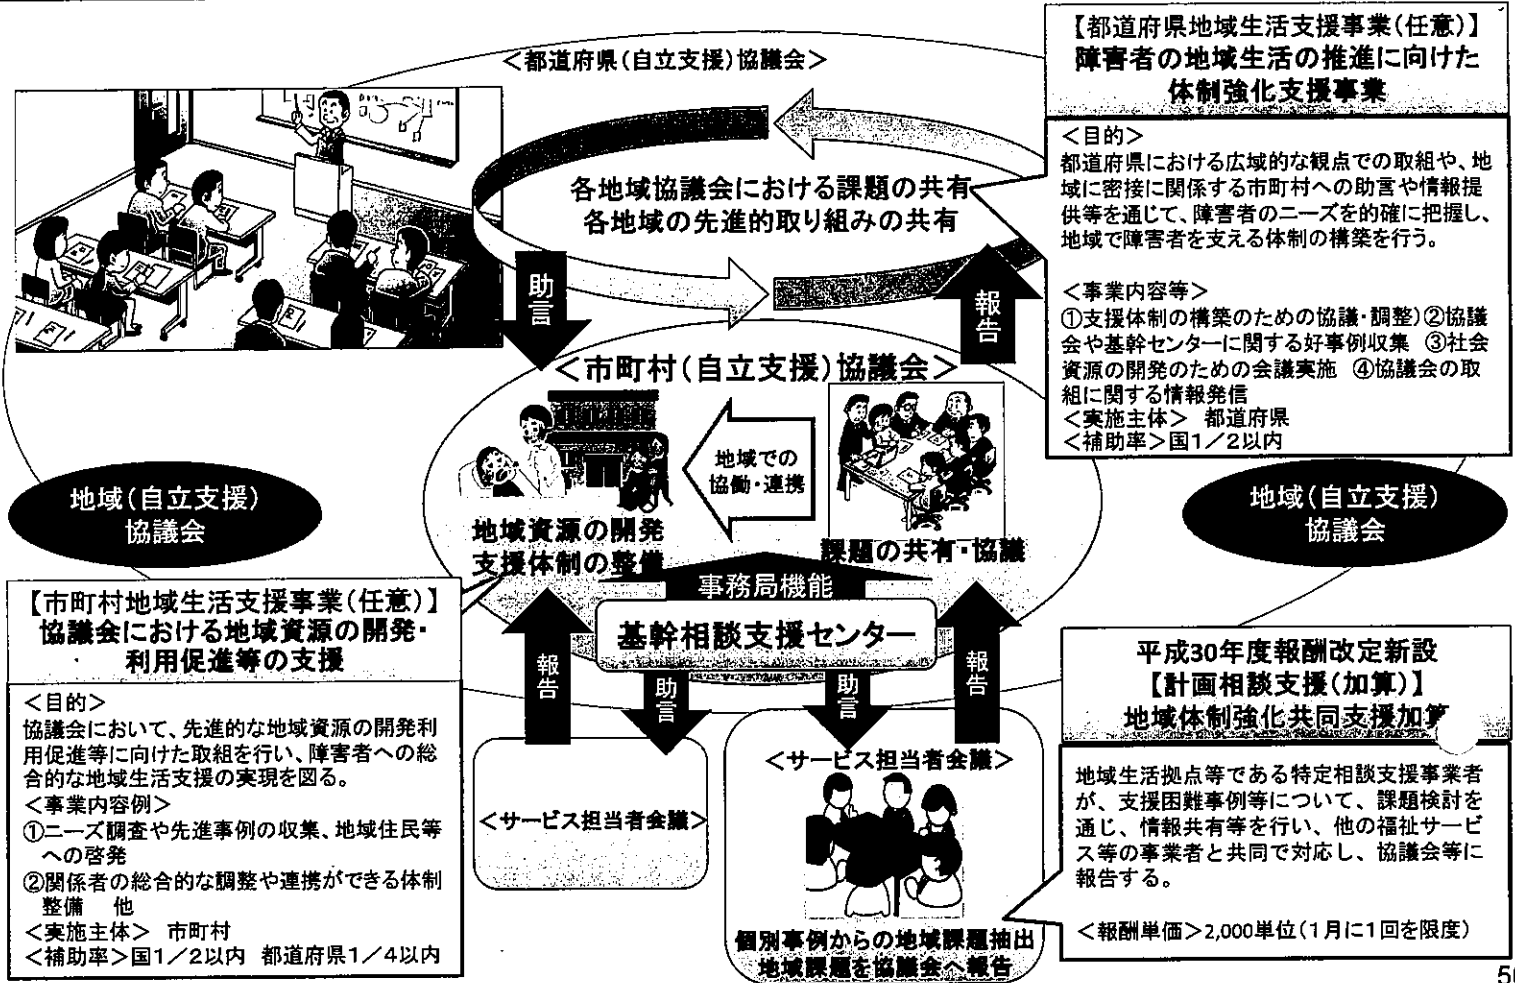 ＜都道府県(自立支援)協議会＞
各地域協議会における課題の共有
各地域の先進的取り組みの共有
助言
報告
【都道府県地域生活支援事業(任意)】
障害者の地域生活の推進に向けた
体制強化支援事業
＜目的＞
都道府県における広域的な観点での取組や、地
域に密接に関係する市町村への助言や情報提
供等を通じて、障害者のニーズを的確に把握し、
地域で障害者を支える体制の構築を行う。
＜事業内容等＞
①支援体制の構築のための協議・調整)②協議
会や基幹センターに関する好事例収集 ③社会
資源の開発のための会議実施 ④協議会の取
組に関する情報発信
＜実施主体＞ 都道府県
＜補助率＞国1／2以内
＜市町村(自立支援)協議会＞
地域での
協働・連携
地域資源の開発
支援体制の整備
課題の共有・協議
地域(自立支援)
協議会
地域(自立支援)
協議会
事務局機能
基幹相談支援センター
報告
助言
助言
報告
【市町村地域生活支援事業(任意)】
協議会における地域資源の開発・
利用促進等の支援
＜目的＞
協議会において、先進的な地域資源の開発利
用促進等に向けた取組を行い、障害者への総
合的な地域生活支援の実現を図る。
＜事業内容例＞
①ニーズ調査や先進事例の収集、地域住民等
への啓発
②関係者の総合的な調整や連携ができる体制
整備 他
＜実施主体＞ 市町村
＜補助率＞国1／2以内 都道府県1／4以内
＜サービス担当者会議＞
＜サービス担当者会議＞
個別事例からの地域課題抽出
地域課題を協議会へ報告
平成30年度報酬改定新設
【計画相談支援(加算)】
地域体制強化共同支援加算
地域生活拠点等である特定相談支援事業者
が、支援困難事例等について、課題検討を
通じ、情報共有等を行い、他の福祉サービ
ス等の事業者と共同で対応し、協議会等に
報告する。
＜報酬単価＞2,000単位(1月に1回を限度)